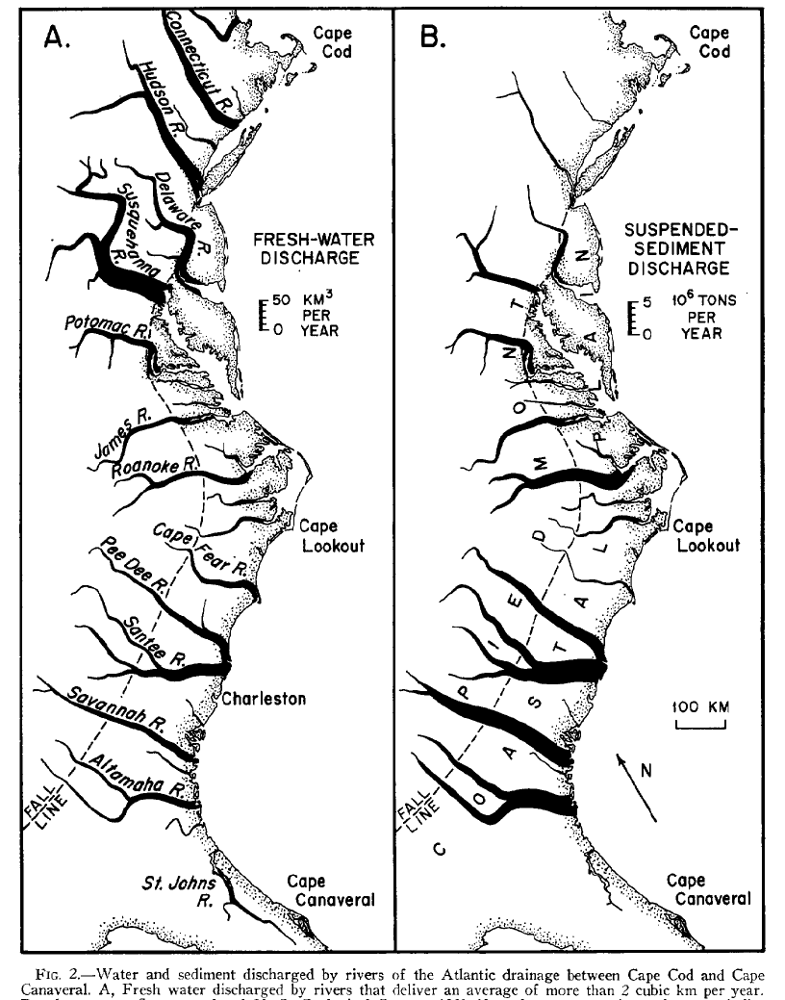 A.
Cape
Cod
Connecticut R.
Hudson R.
Delaware R.
Susquehanna
R.
FRESH-WATER
DISCHARGE
50 KM3
PER
0 YEAR
Potomac R.
James R.
Roanoke R.
Cape
Lookout
Cape Fear R.
Pee Dee R.
Santee R.
Charleston
Savannah R.
Altamaha R.
FALL
LINE
St. Johns
R.
Cape
Canaveral
B.
Cape
Cod
SUSPENDED-
SEDIMENT
DISCHARGE
5 106 TONS
PER
0 YEAR
PIEDMONT
COASTAL PLAIN
Cape
Lookout
100 KM
N
FALL
LINE
Cape
Canaveral
FIG. 2.—Water and sediment discharged by rivers of the Atlantic drainage between Cape Cod and Cape
Canaveral. A, Fresh water discharged by rivers that deliver an average of more than 2 cubic km per year.